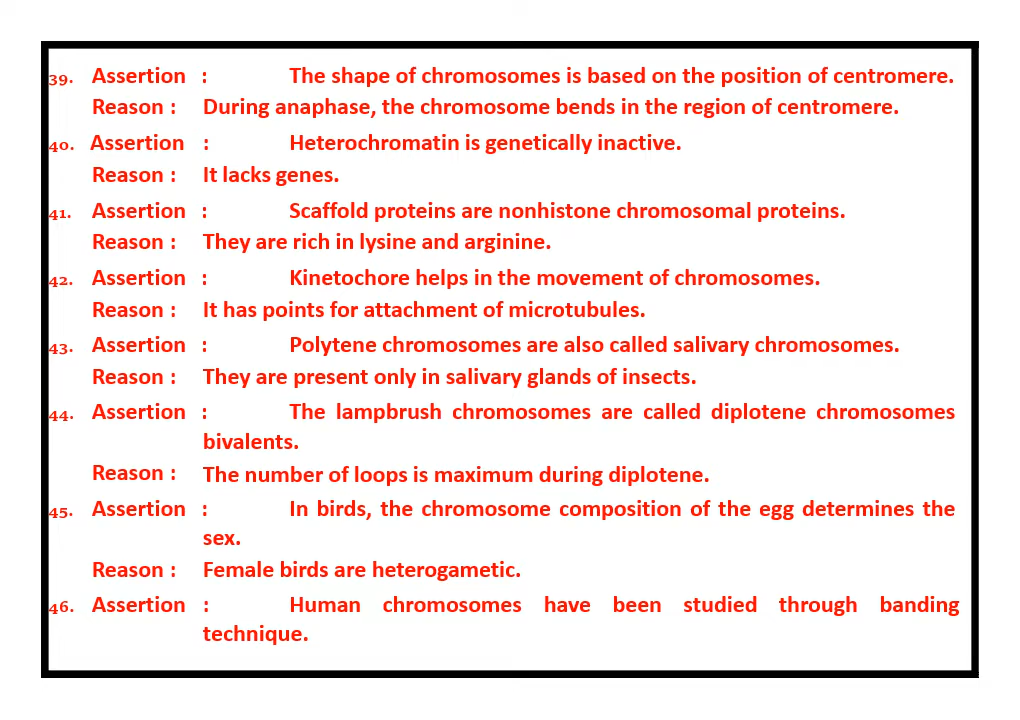 39. Assertion : The shape of chromosomes is based on the position of centromere.
Reason : During anaphase, the chromosome bends in the region of centromere.
40. Assertion : Heterochromatin is genetically inactive.
Reason : It lacks genes.
41. Assertion : Scaffold proteins are nonhistone chromosomal proteins.
Reason : They are rich in lysine and arginine.
42. Assertion : Kinetochore helps in the movement of chromosomes.
Reason : It has points for attachment of microtubules.
43. Assertion : Polytene chromosomes are also called salivary chromosomes.
Reason : They are present only in salivary glands of insects.
44. Assertion : The lampbrush chromosomes are called diplotene chromosomes
bivalents.
Reason : The number of loops is maximum during diplotene.
45. Assertion : In birds, the chromosome composition of the egg determines the
sex.
Reason : Female birds are heterogametic.
46. Assertion : Human chromosomes have been studied through banding
technique.